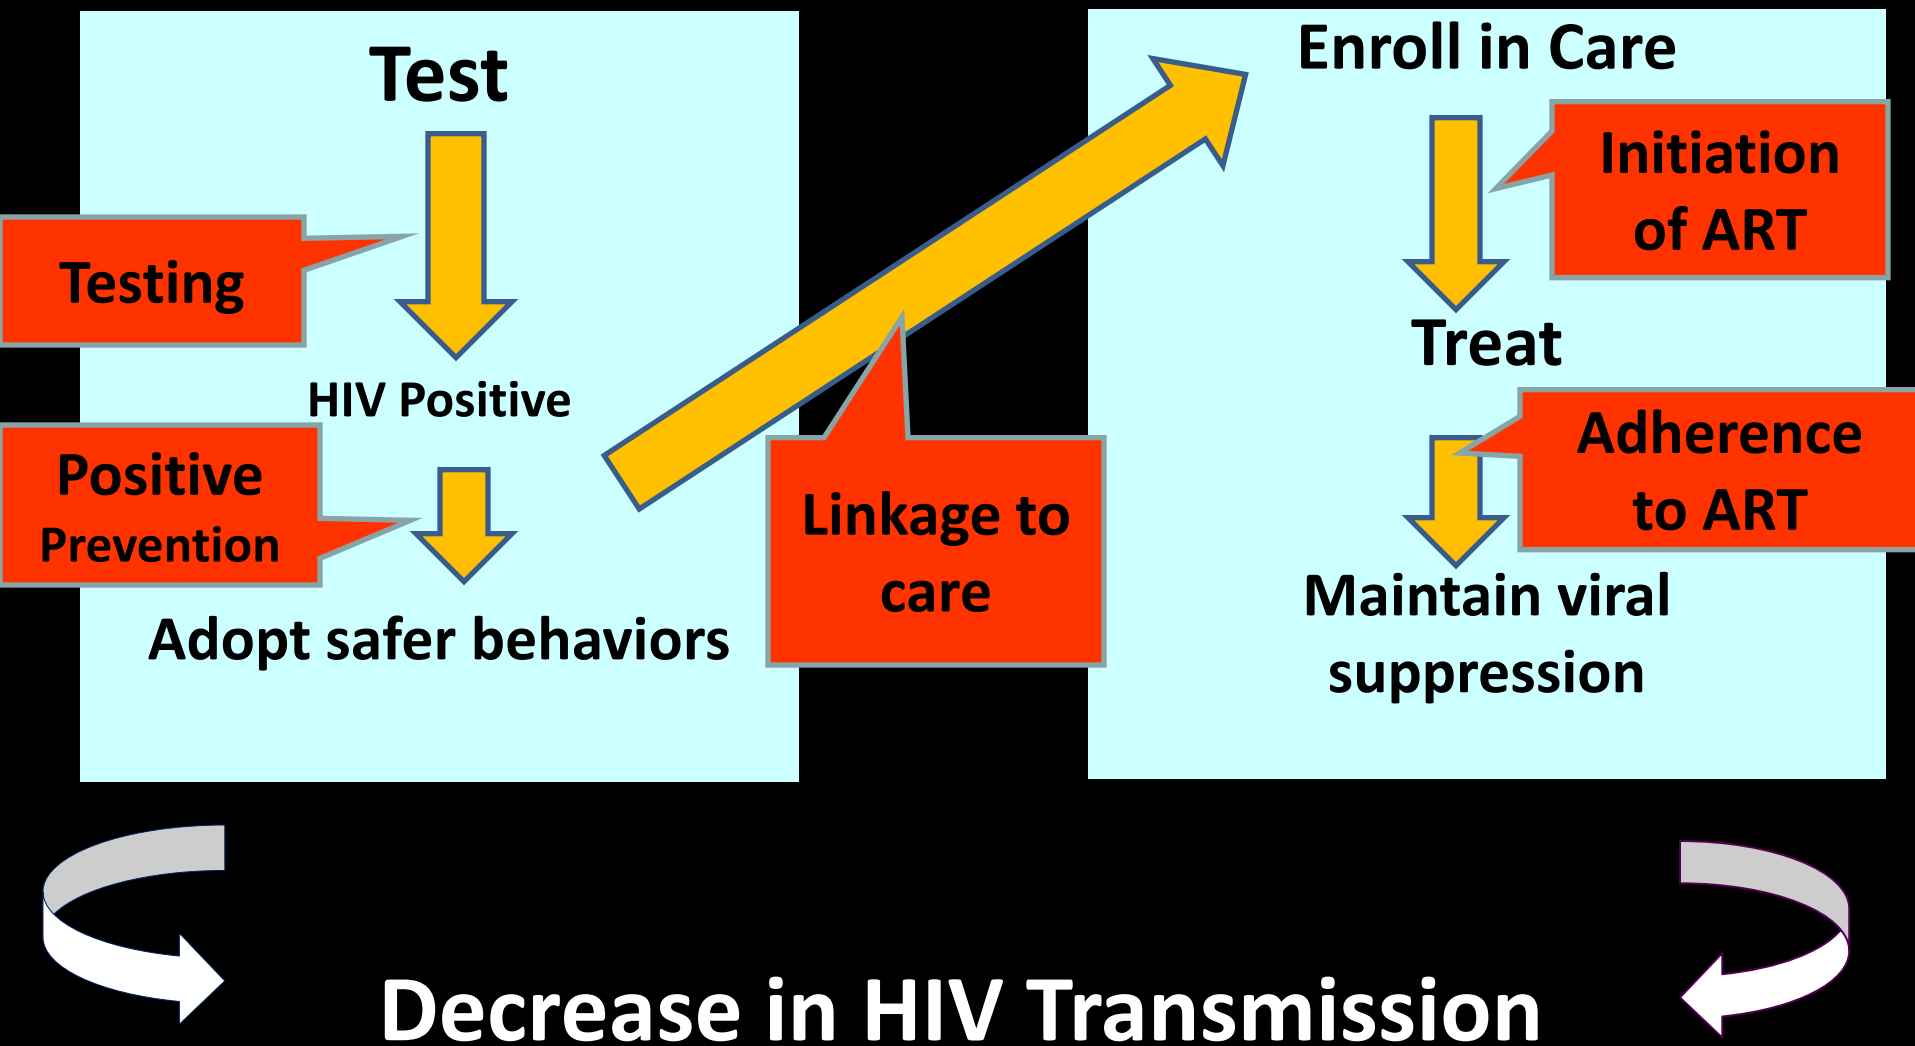 Test
Testing
HIV Positive
Positive
Prevention
Adopt safer behaviors
Linkage to
care
Enroll in Care
Initiation
of ART
Treat
Adherence
to ART
Maintain viral
suppression
Decrease in HIV Transmission